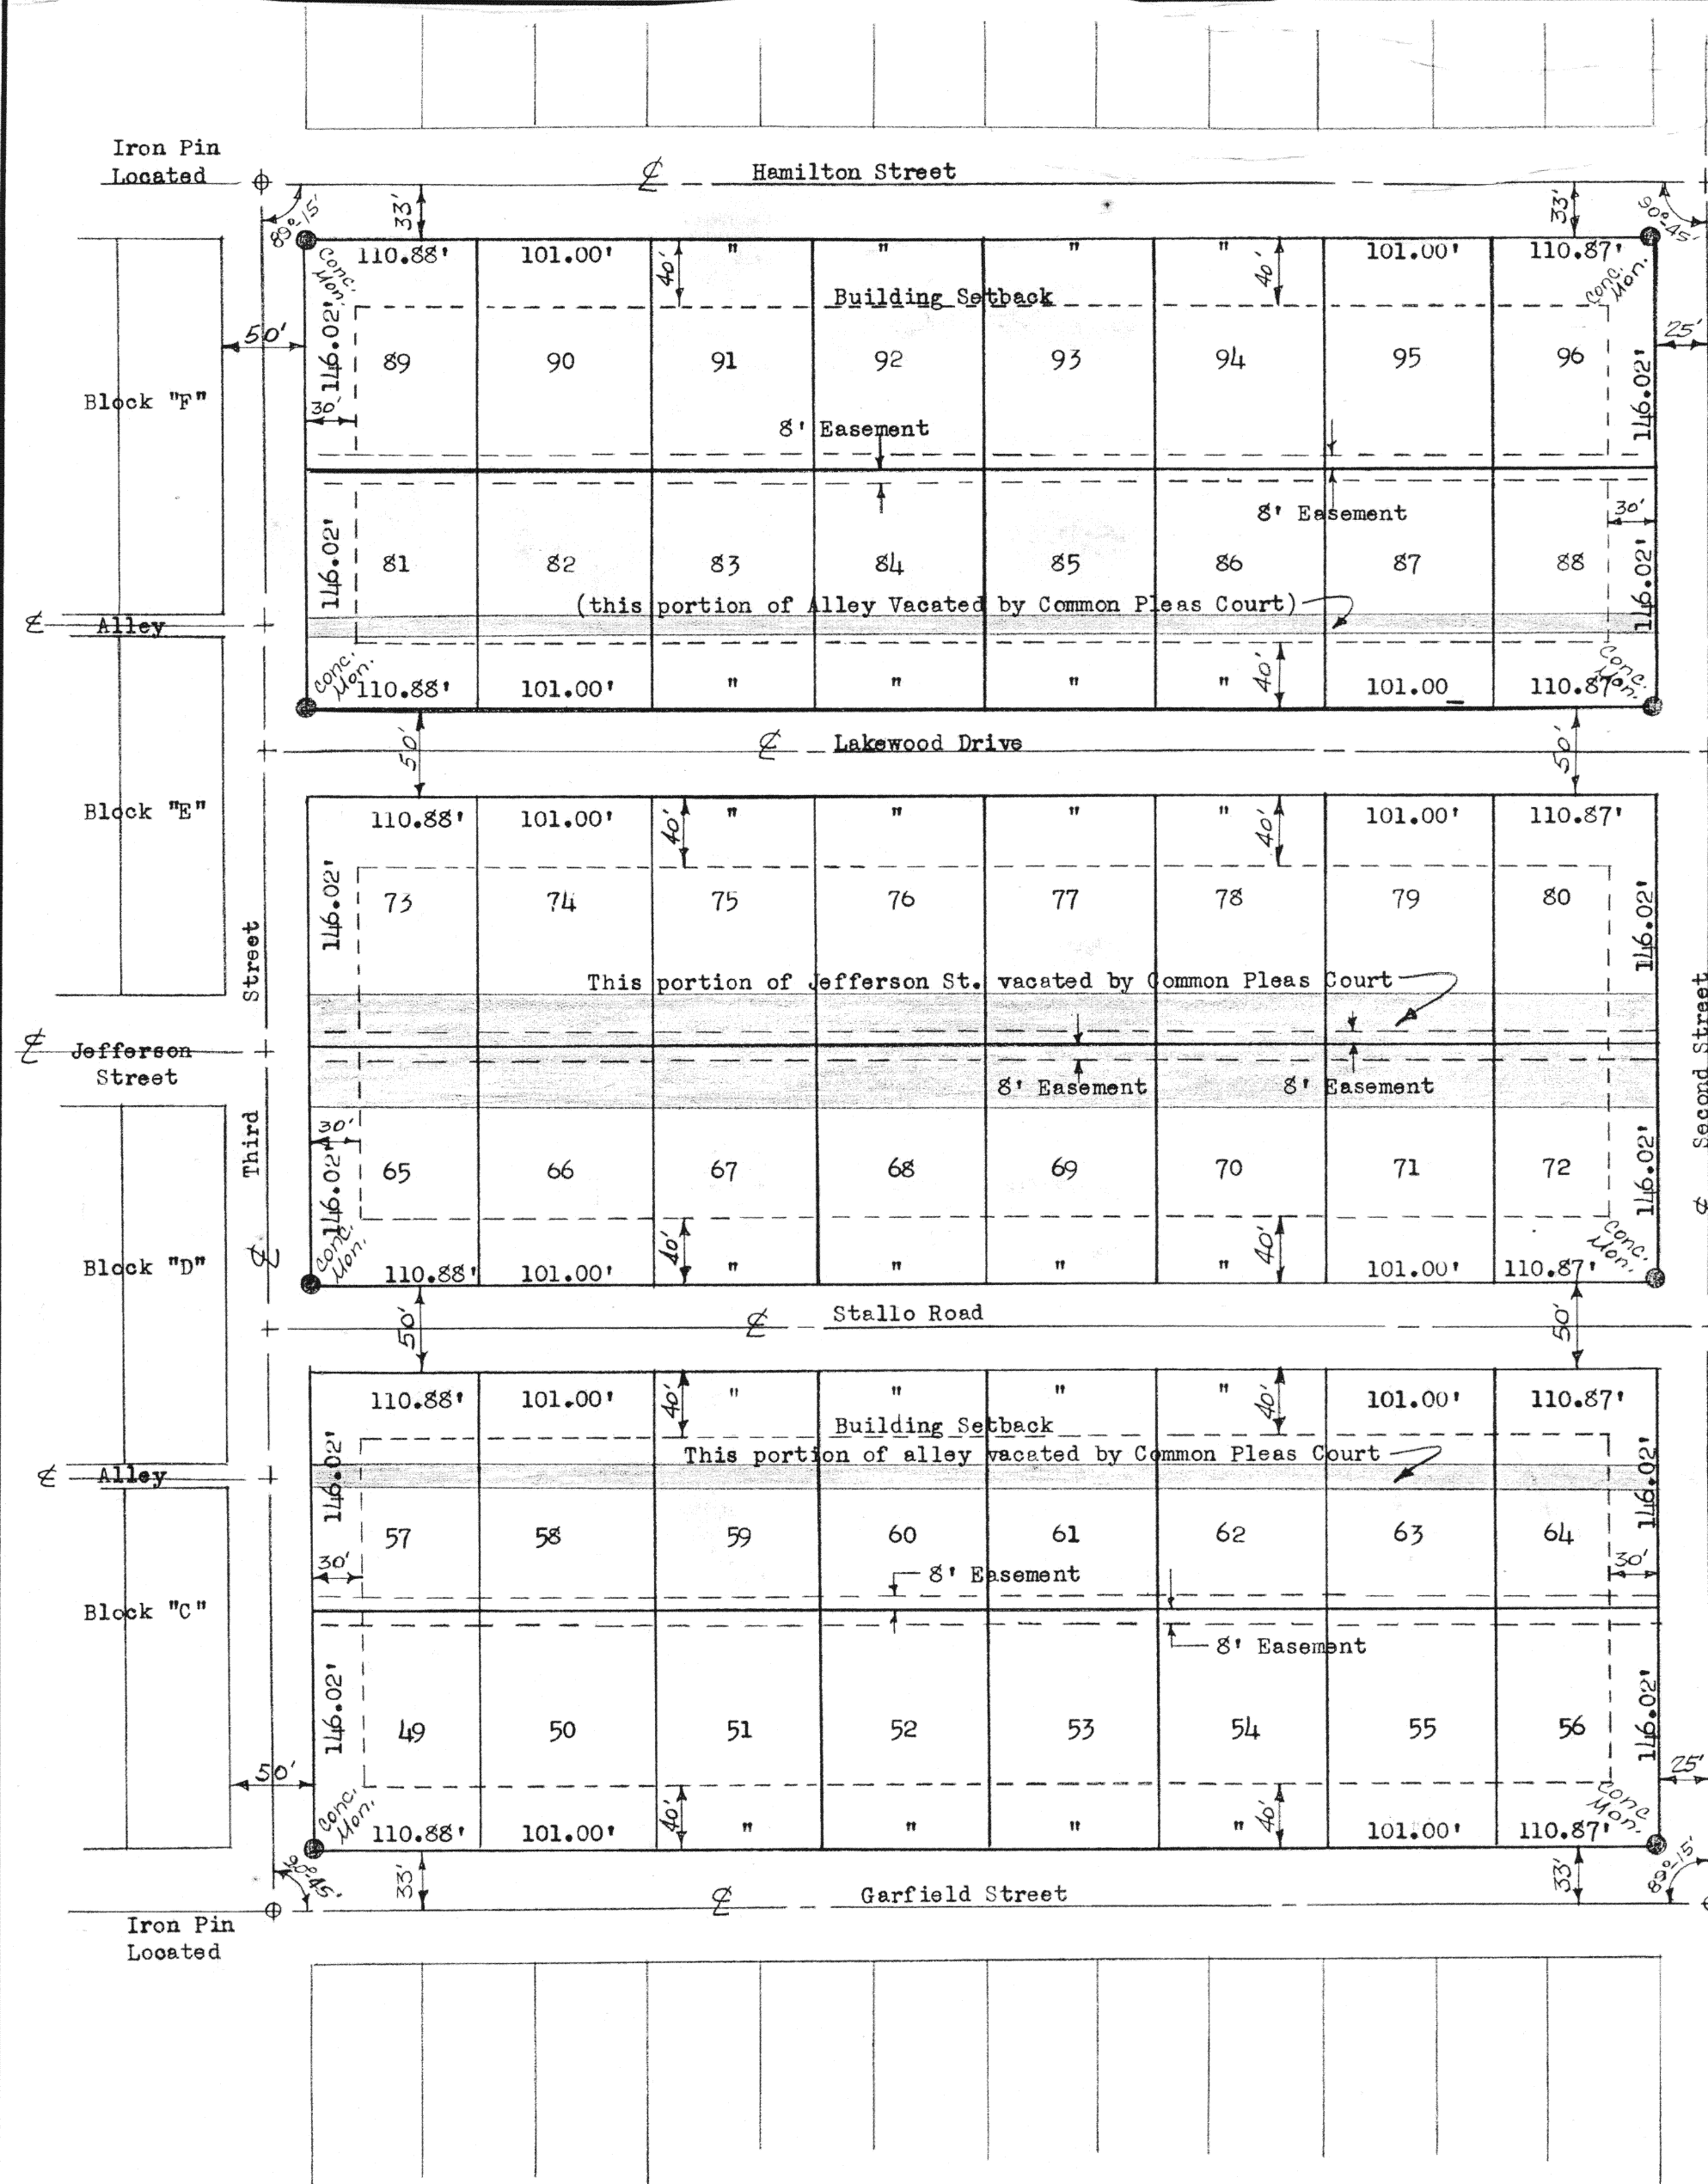 Iron Pin
Located
℄ Hamilton Street
89°-15'
33'
33'
90°-45'
Conc. Mon.
110.88' 101.00' " " " " 101.00' 110.87'
Conc. Mon.
40'
40'
Building Setback
50'
146.02'
25'
89 90 91 92 93 94 95 96
Block "F"
30'
146.02'
8' Easement
8' Easement
30'
146.02'
81 82 83 84 85 86 87 88
146.02'
(this portion of Alley Vacated by Common Pleas Court)
℄ Alley
Conc. Mon.
110.88' 101.00' " " " " 101.00 110.87'
Conc. Mon.
40'
50'
℄ Lakewood Drive
50'
Block "E"
110.88' 101.00' " " " " 101.00' 110.87'
40'
40'
146.02'
73 74 75 76 77 78 79 80
146.02'
This portion of Jefferson St. vacated by Common Pleas Court
℄ Jefferson
Street
8' Easement 8' Easement
℄ Third Street
℄ Second Street
30'
146.02'
65 66 67 68 69 70 71 72
146.02'
Block "D"
Conc. Mon.
110.88' 101.00' " " " " 101.00' 110.87'
Conc. Mon.
40'
40'
50'
℄ Stallo Road
50'
110.88' 101.00' " " " " 101.00' 110.87'
40'
40'
Building Setback
This portion of alley vacated by Common Pleas Court
℄ Alley
146.02'
146.02'
57 58 59 60 61 62 63 64
30'
8' Easement
30'
Block "C"
8' Easement
146.02'
49 50 51 52 53 54 55 56
146.02'
50'
25'
Conc. Mon.
110.88' 101.00' " " " " 101.00' 110.87'
Conc Mon.
40'
40'
90°-45'
33'
℄ Garfield Street
33'
89°-15'
Iron Pin
Located